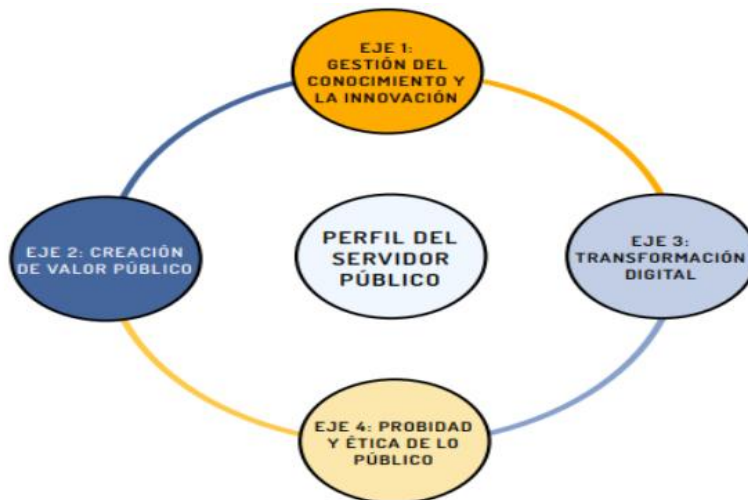 EJE 1:
GESTIÓN DEL
CONOCIMIENTO Y
LA INNOVACIÓN
EJE 2: CREACIÓN
DE VALOR PÚBLICO
PERFIL DEL
SERVIDOR
PÚBLICO
EJE 3:
TRANSFORMACIÓN
DIGITAL
EJE 4: PROBIDAD
Y ÉTICA DE LO
PÚBLICO